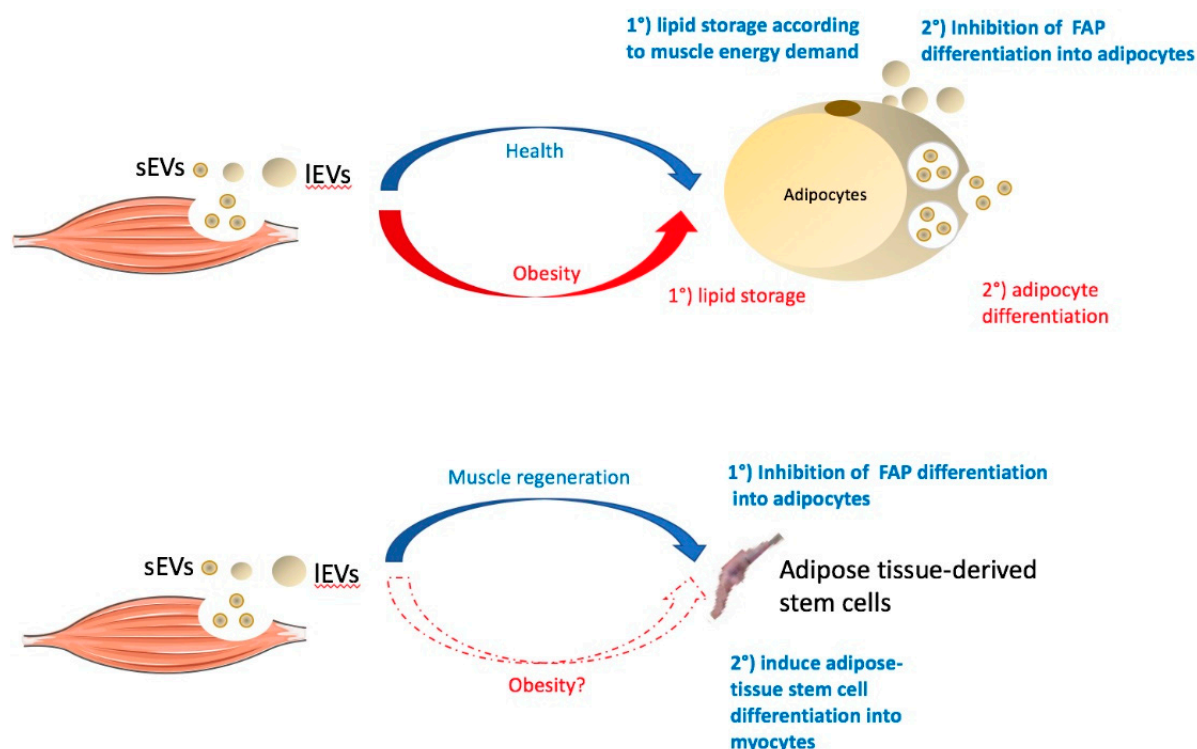 1°) lipid storage according
to muscle energy demand
2°) Inhibition of FAP
differentiation into adipocytes
sEVs
lEVs
Health
Adipocytes
Obesity
1°) lipid storage
2°) adipocyte
differentiation
Muscle regeneration
1°) Inhibition of FAP differentiation
into adipocytes
sEVs
lEVs
Adipose tissue-derived
stem cells
Obesity?
2°) induce adipose-
tissue stem cell
differentiation into
myocytes